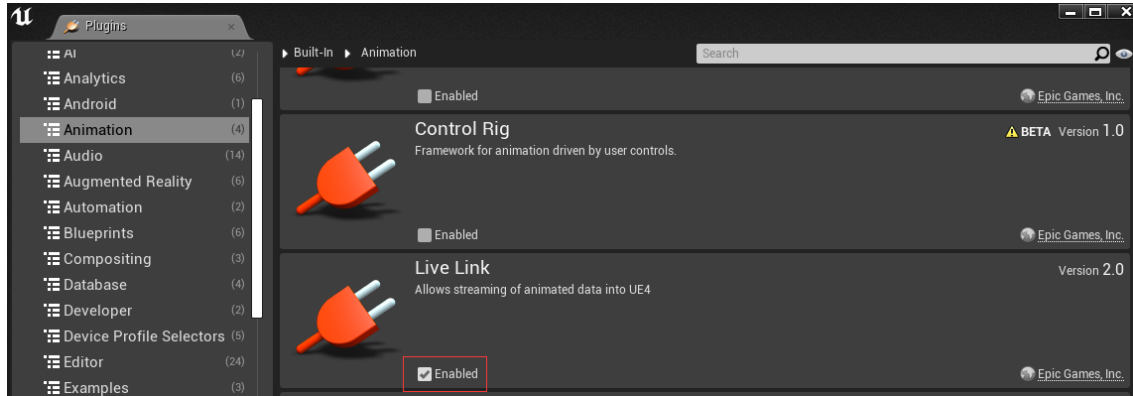 Plugins
AI (2)
Analytics (6)
Android (1)
Animation (4)
Audio (14)
Augmented Reality (6)
Automation (2)
Blueprints (6)
Compositing (3)
Database (4)
Developer (2)
Device Profile Selectors (5)
Editor (24)
Examples (3)
Built-In Animation
Search
Enabled
Epic Games, Inc.
Control Rig
BETA Version 1.0
Framework for animation driven by user controls.
Enabled
Epic Games, Inc.
Live Link
Version 2.0
Allows streaming of animated data into UE4
Enabled
Epic Games, Inc.